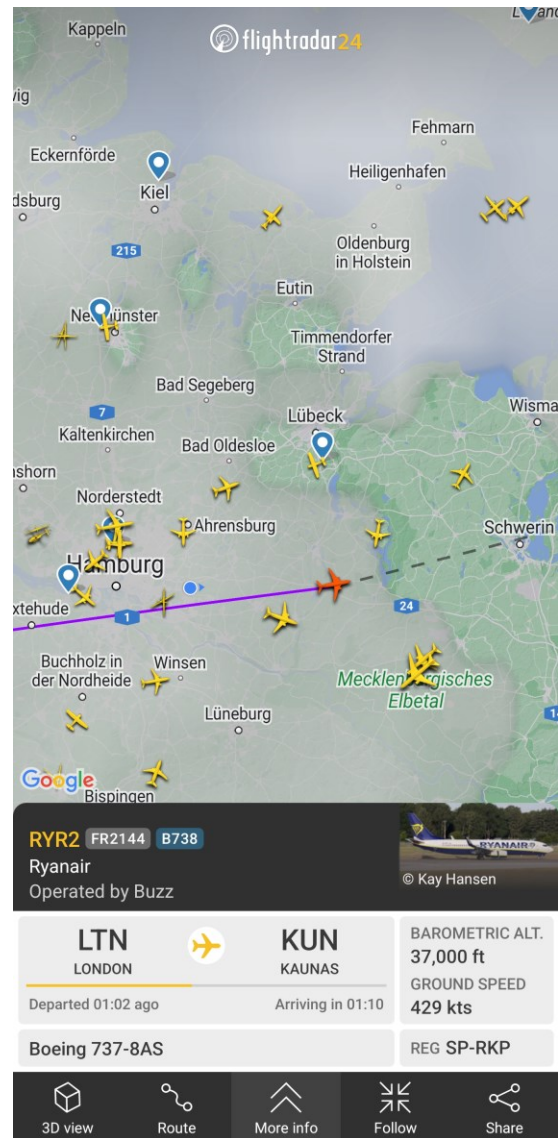 Kappeln
flightradar24
Fehmarn
Eckernförde
Heiligenhafen
Kiel
Oldenburg
in Holstein
215
Eutin
Timmendorfer
Strand
Bad Segeberg
7
Lübeck
Kaltenkirchen
Bad Oldesloe
Norderstedt
Ahrensburg
Schwerin
Hamburg
24
1
Buchholz in
der Nordheide
Winsen
Mecklenburgisches
Elbetal
Lüneburg
Google
Bispingen
RYR2 FR2144 B738
Ryanair
Operated by Buzz
RYANAIR
© Kay Hansen
LTN
LONDON
KUN
KAUNAS
Departed 01:02 ago
Arriving in 01:10
BAROMETRIC ALT.
37,000 ft
GROUND SPEED
429 kts
Boeing 737-8AS
REG SP-RKP
3D view
Route
More info
Follow
Share